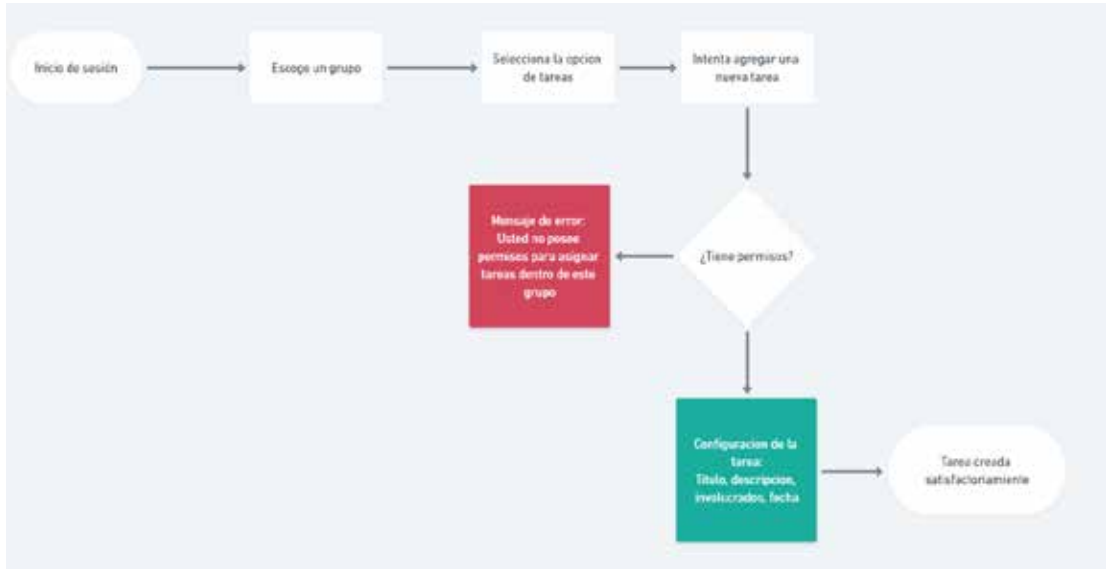 Inicio de sesión
Escoge un grupo
Selecciona la opcion
de tareas
Intenta agregar una
nueva tarea
Mensaje de error:
Usted no posee
permisos para asignar
tareas dentro de este
grupo
¿Tiene permisos?
Configuracion de la
tarea:
Titulo, descripcion,
involucrados, fecha
Tarea creada
satisfactoriamiente